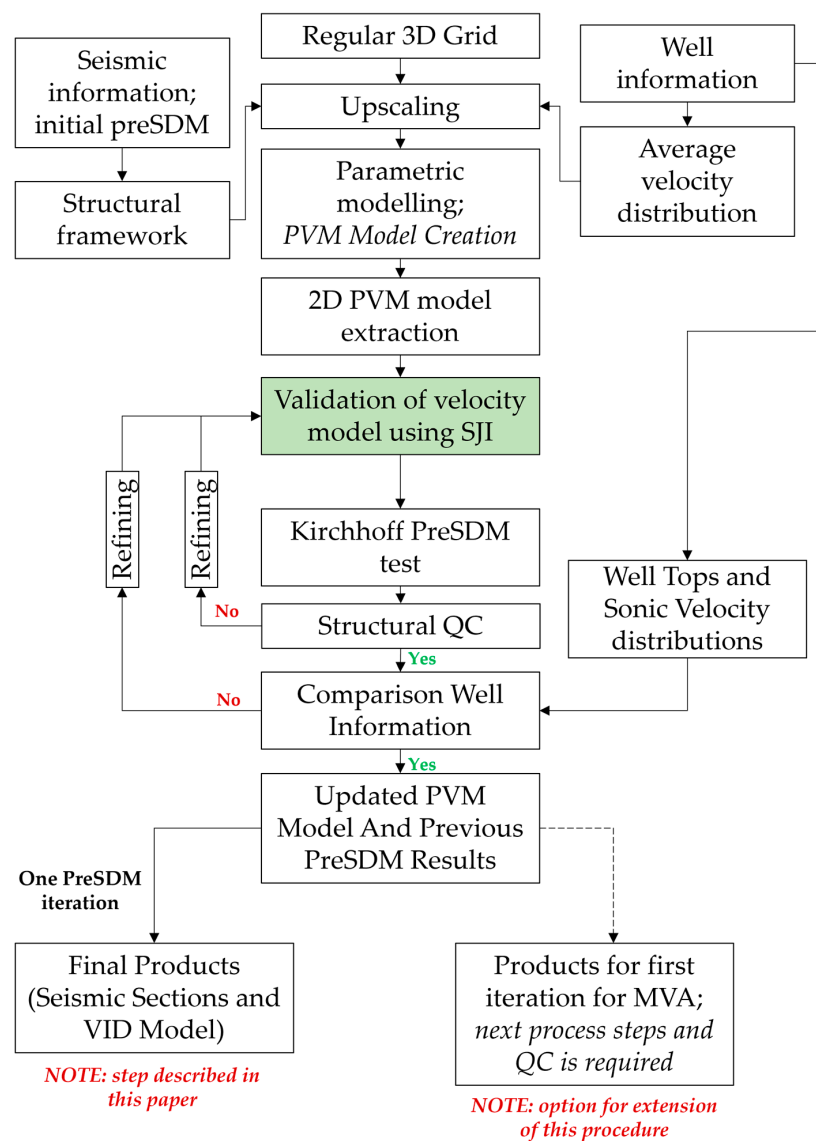 Regular 3D Grid
Seismic
information;
initial preSDM
Well
information
Upscaling
Average
velocity
distribution
Structural
framework
Parametric
modelling;
PVM Model Creation
2D PVM model
extraction
Validation of velocity
model using SJI
Refining
Refining
Kirchhoff PreSDM
test
Well Tops and
Sonic Velocity
distributions
No
Structural QC
Yes
No
Comparison Well
Information
Yes
Updated PVM
Model And Previous
PreSDM Results
One PreSDM
iteration
Final Products
(Seismic Sections and
VID Model)
NOTE: step described in
this paper
Products for first
iteration for MVA;
next process steps and
QC is required
NOTE: option for extension
of this procedure